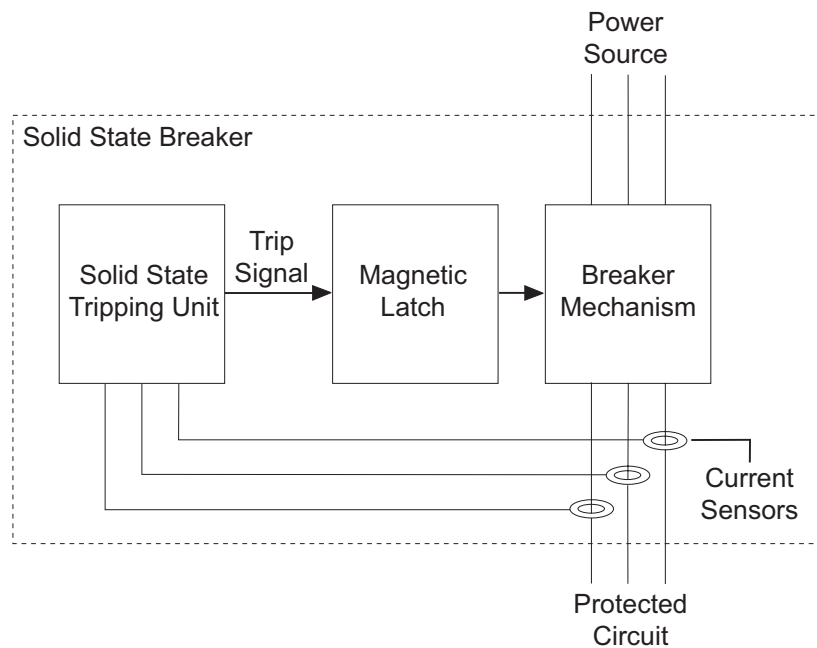 Power
Source
Solid State Breaker
Solid State
Tripping Unit
Trip
Signal
Magnetic
Latch
Breaker
Mechanism
Current
Sensors
Protected
Circuit